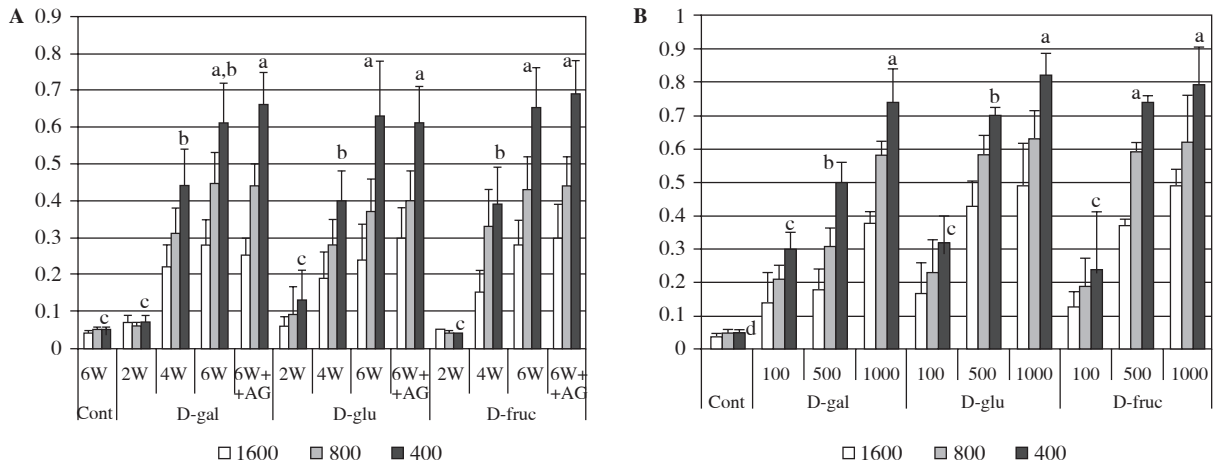 A
0.9
0.8
0.7
0.6
0.5
0.4
0.3
0.2
0.1
0
c
c
b
a,b
a
c
b
a
a
c
b
a
a
6W 2W 4W 6W 6W+ +AG 2W 4W 6W 6W+ +AG 2W 4W 6W 6W+ +AG
Cont D-gal D-glu D-fruc
1600 800 400
B
1
0.9
0.8
0.7
0.6
0.5
0.4
0.3
0.2
0.1
0
d
c
b
a
c
b
a
c
a
a
100 500 1000 100 500 1000 100 500 1000
Cont D-gal D-glu D-fruc
1600 800 400